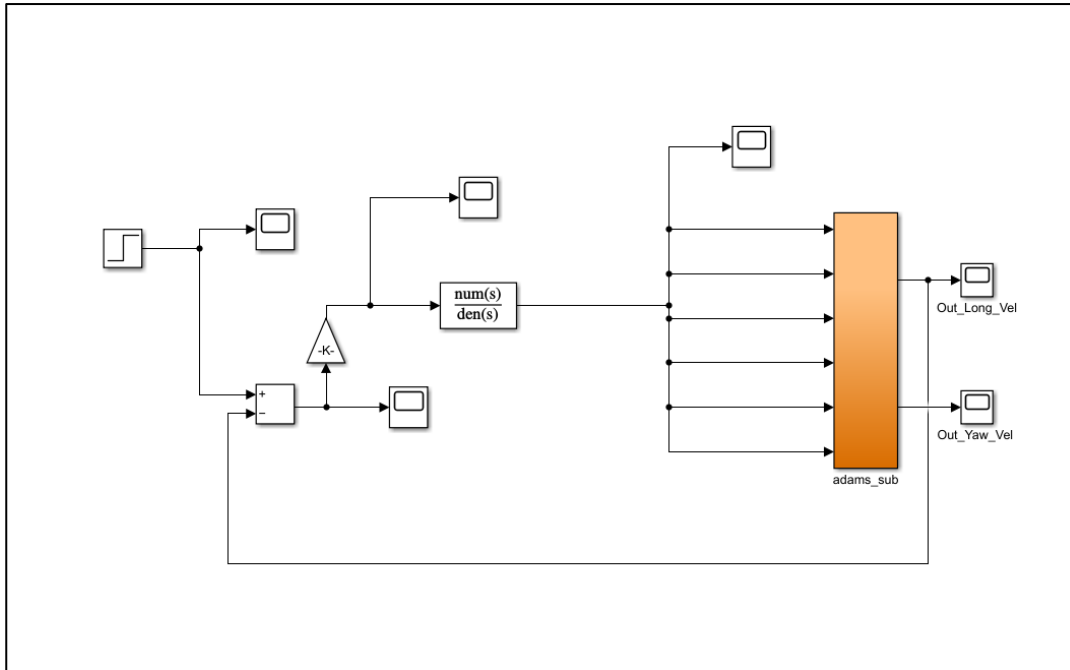 num(s)
den(s)
-K-
+
−
Out_Long_Vel
Out_Yaw_Vel
adams_sub